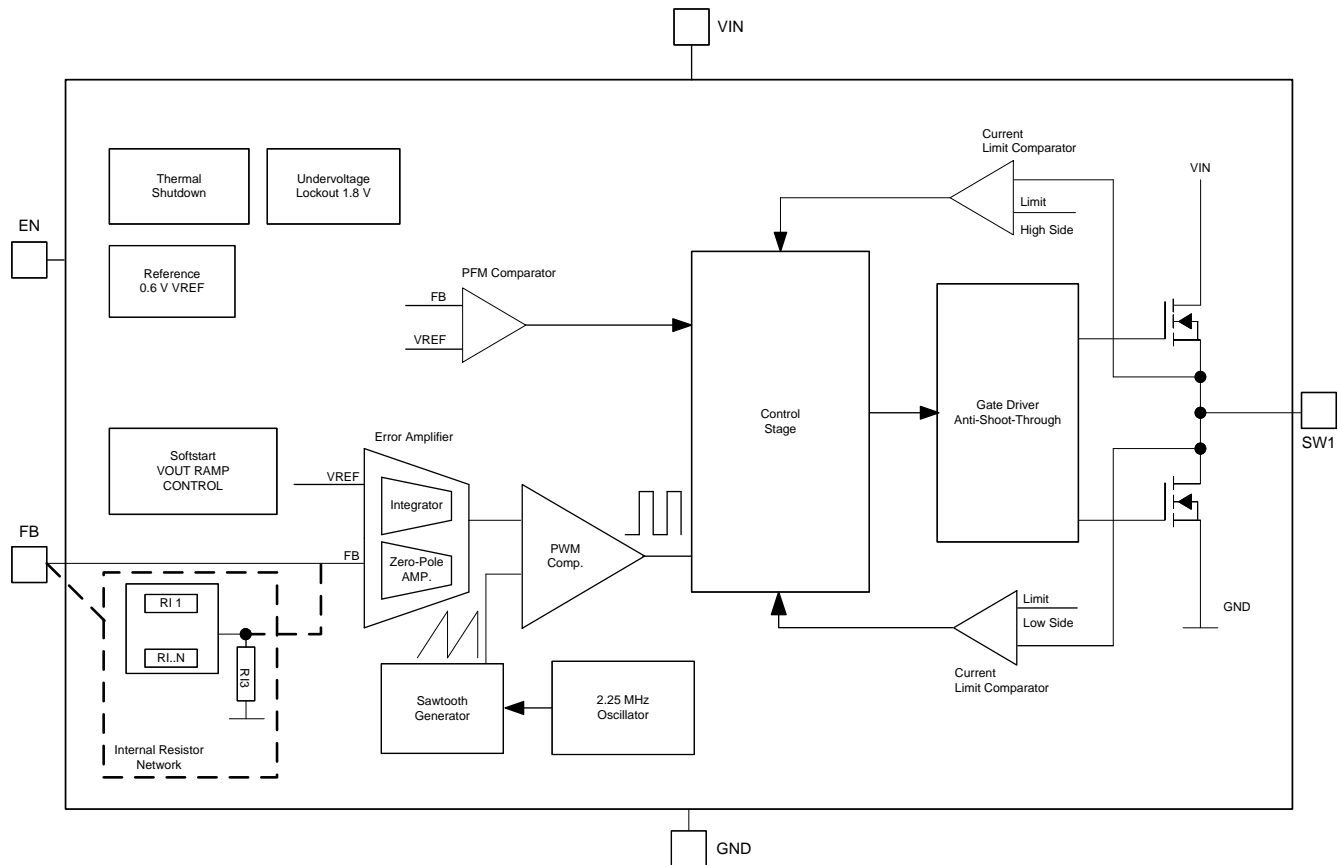 VIN
Current
Limit Comparator
Thermal
Shutdown
Undervoltage
Lockout 1.8 V
VIN
Limit
High Side
EN
Reference
0.6 V VREF
PFM Comparator
FB
VREF
Control
Stage
Gate Driver
Anti-Shoot-Through
SW1
Softstart
VOUT RAMP
CONTROL
Error Amplifier
VREF
Integrator
FB
FB
Zero-Pole
AMP.
PWM
Comp.
RI 1
RI..N
RI3
Limit
Low Side
GND
Current
Limit Comparator
Sawtooth
Generator
2.25 MHz
Oscillator
Internal Resistor
Network
GND